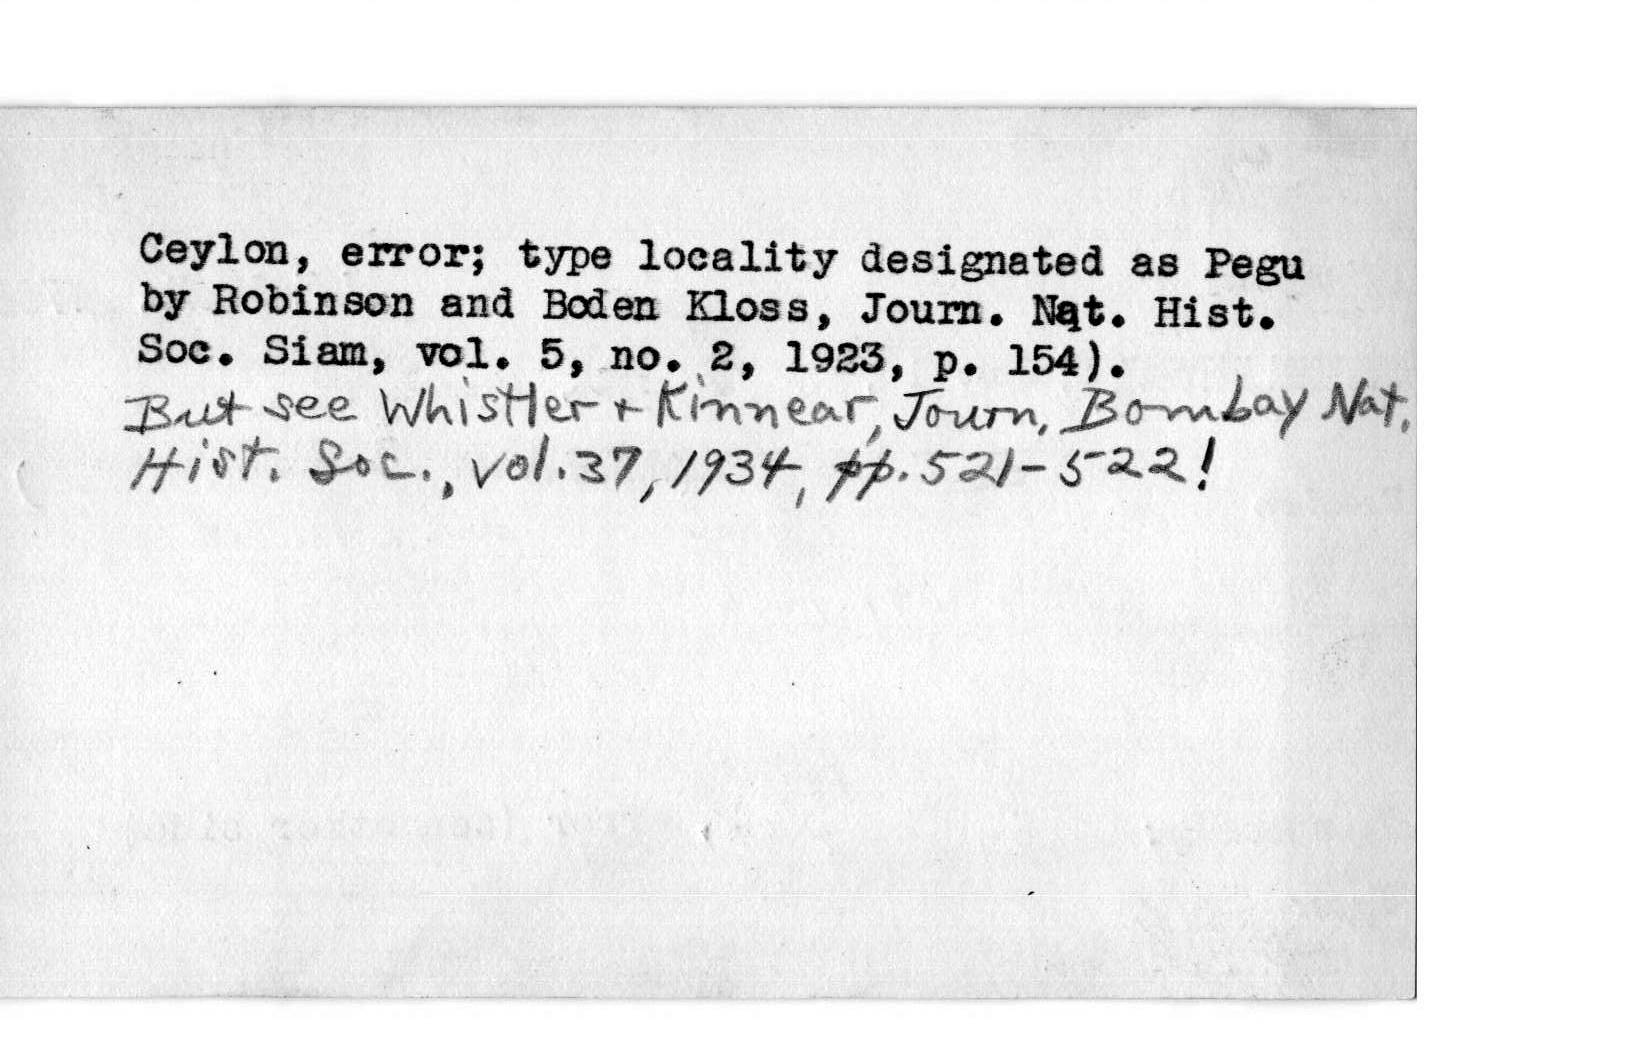 Ceylon, error; type locality designated as Pegu
by Robinson and Boden Kloss, Journ. Nat. Hist.
Soc. Siam, vol. 5, no. 2, 1923, p. 154).
But see Whistler + Kinnear, Journ. Bombay Nat.
Hist. Soc., vol. 37, 1934, pp. 521-522!